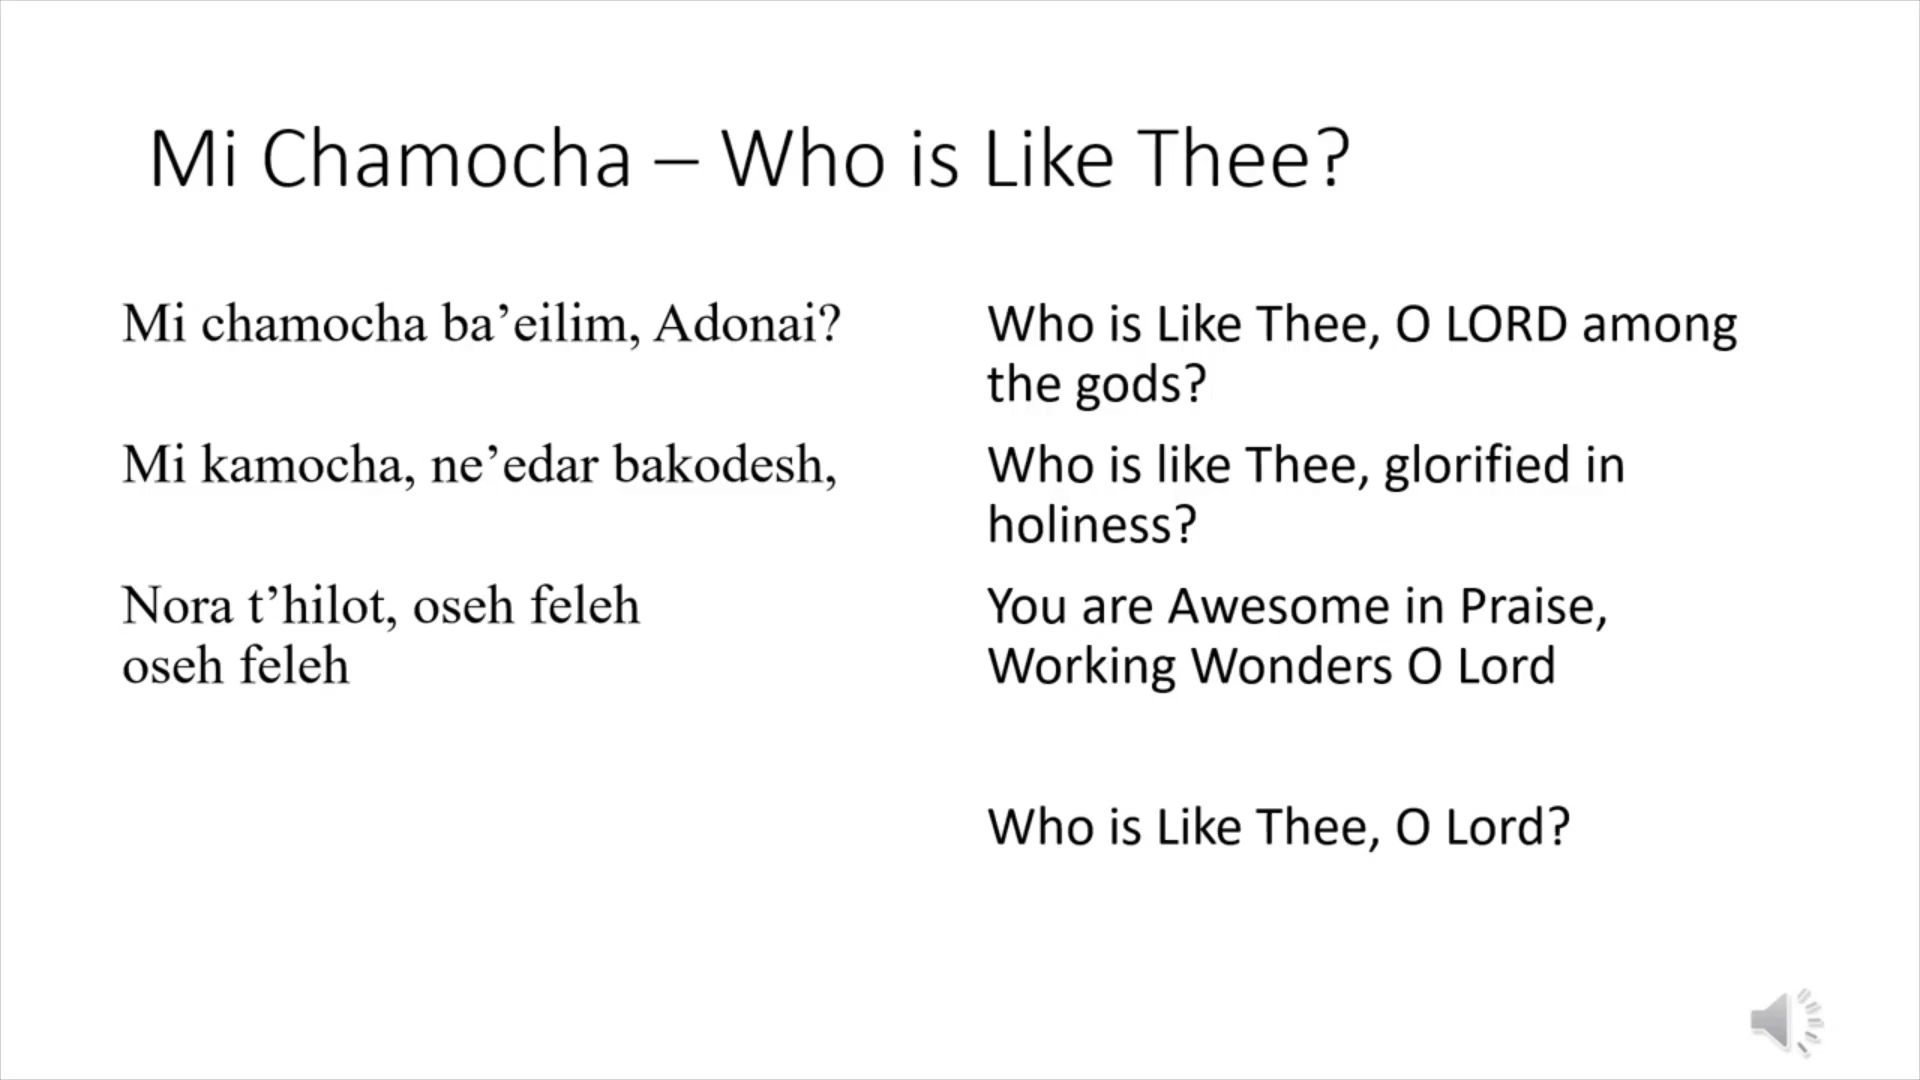 Mi Chamocha – Who is Like Thee?
Mi chamocha ba’eilim, Adonai?
Mi kamocha, ne’edar bakodesh,
Nora t’hilot, oseh feleh
oseh feleh
Who is Like Thee, O LORD among
the gods?
Who is like Thee, glorified in
holiness?
You are Awesome in Praise,
Working Wonders O Lord
Who is Like Thee, O Lord?